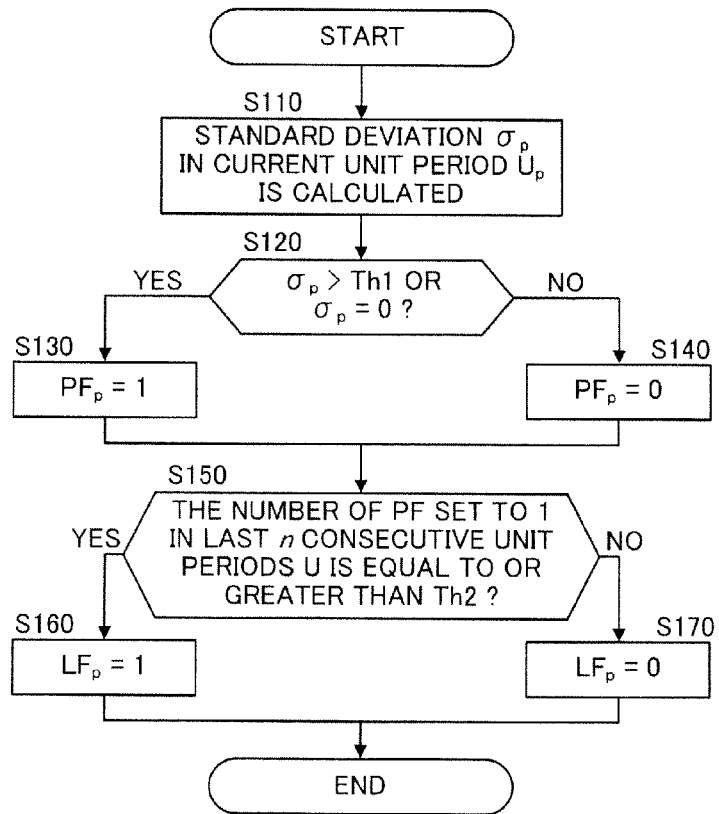 START
S110
STANDARD DEVIATION σp
IN CURRENT UNIT PERIOD Up
IS CALCULATED
S120
YES
σp > Th1 OR
σp = 0 ?
NO
S130
PFp = 1
S140
PFp = 0
S150
YES
THE NUMBER OF PF SET TO 1
IN LAST n CONSECUTIVE UNIT
PERIODS U IS EQUAL TO OR
GREATER THAN Th2 ?
NO
S160
LFp = 1
S170
LFp = 0
END